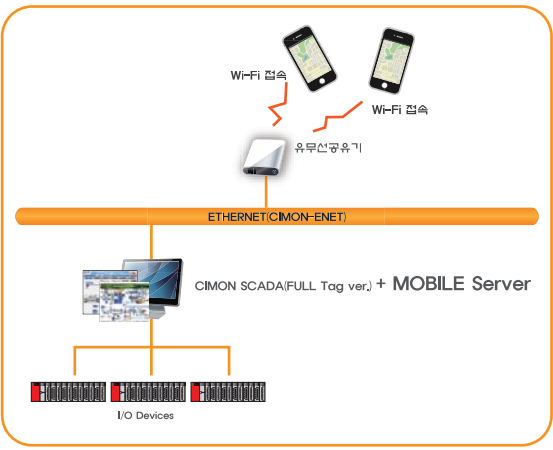 Wi-Fi 접속
Wi-Fi 접속
유무선공유기
ETHERNET(CIMON-ENET)
CIMON SCADA(FULL Tag ver.) + MOBILE Server
I/O Devices